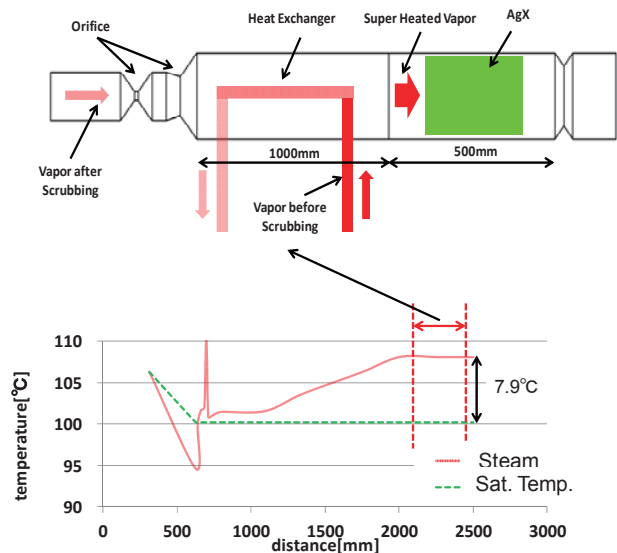 Orifice
Heat Exchanger
Super Heated Vapor
AgX
1000mm
500mm
Vapor after
Scrubbing
Vapor before
Scrubbing
110
105
100
95
90
temperature[℃]
7.9℃
Steam
Sat. Temp.
0
500
1000
1500
2000
2500
3000
distance[mm]